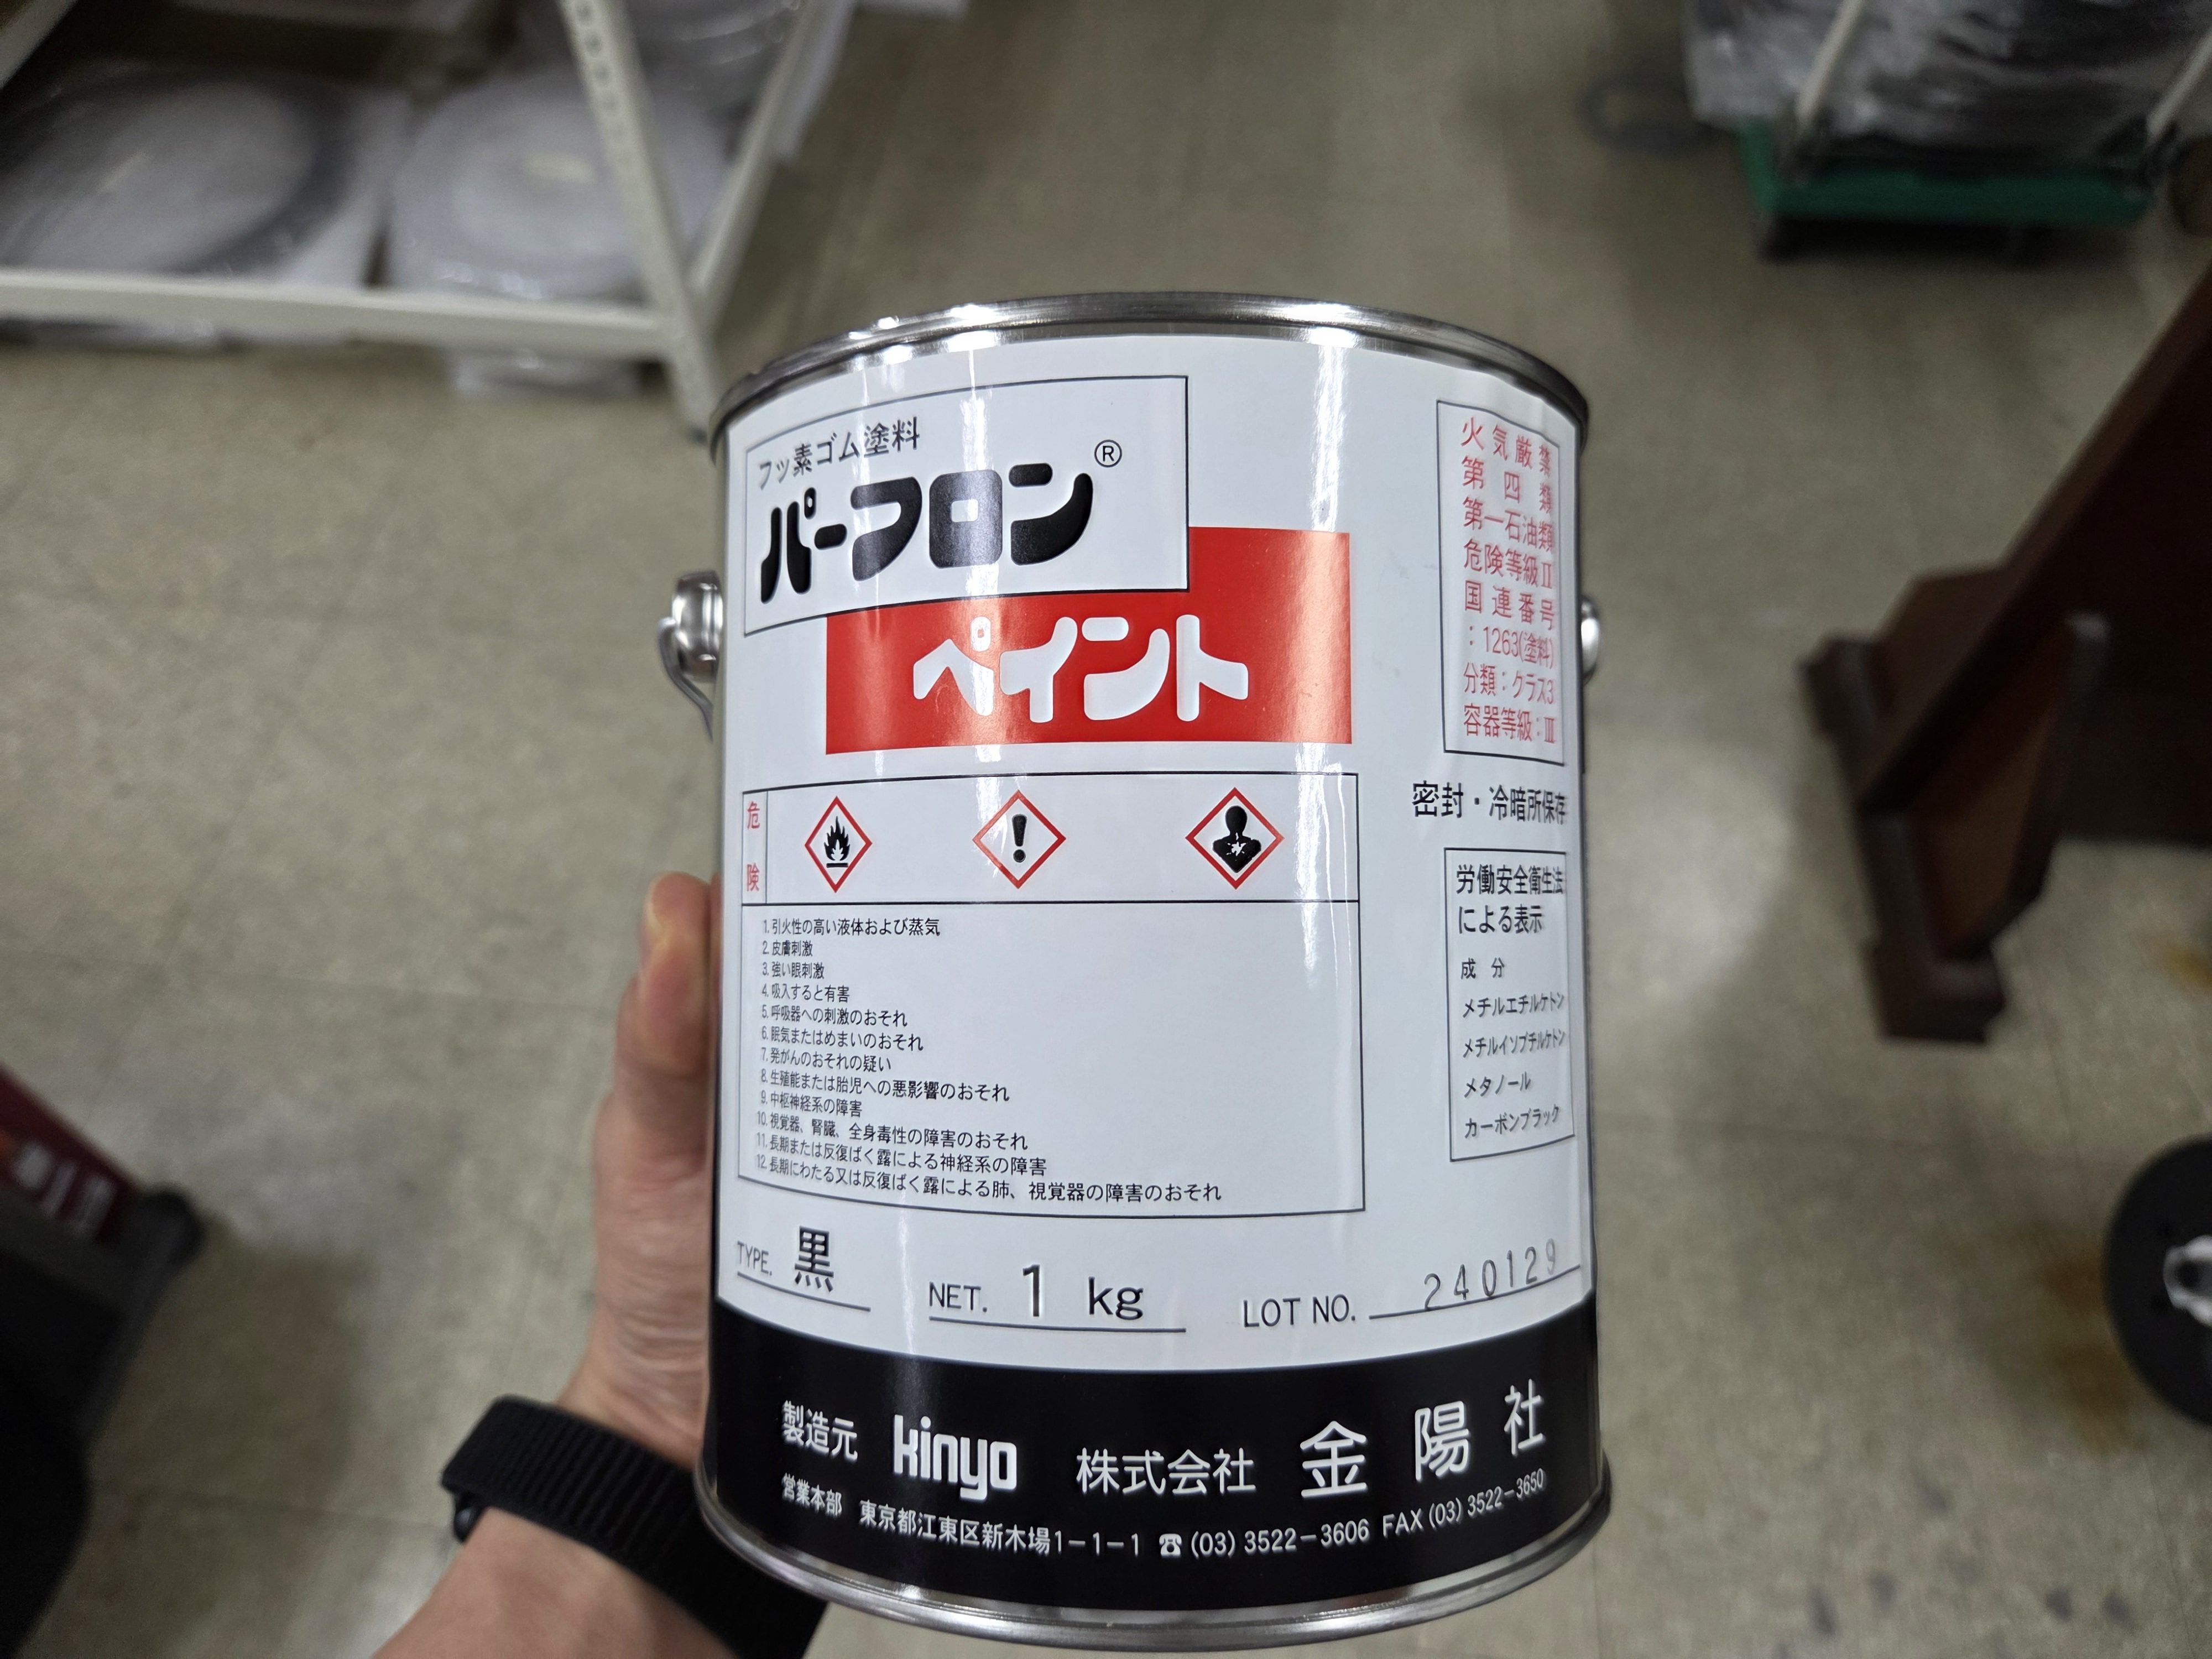 フッ素ゴム塗料
パーフロン®
ペイント
危険
1. 引火性の高い液体および蒸気
2. 皮膚刺激
3. 強い眼刺激
4. 吸入すると有害
5. 呼吸器への刺激のおそれ
6. 眠気またはめまいのおそれ
7. 発がんのおそれの疑い
8. 生殖能または胎児への悪影響のおそれ
9. 中枢神経系の障害
10. 視覚器、腎臓、全身毒性の障害のおそれ
11. 長期または反復ばく露による神経系の障害
12. 長期にわたる又は反復ばく露による肺、視覚器の障害のおそれ
火気厳禁
第四類
第一石油類
危険等級Ⅱ
国連番号
：1263(塗料)
分類：クラス3
容器等級：Ⅲ
密封・冷暗所保存
労働安全衛生法
による表示
成 分
メチルエチルケトン
メチルイソブチルケトン
メタノール
カーボンブラック
TYPE. 黒 NET. 1 kg LOT NO. 240129
製造元 kinyo 株式会社 金陽社
営業本部 東京都江東区新木場1－1－1 ☎(03) 3522－3606 FAX (03) 3522－3650